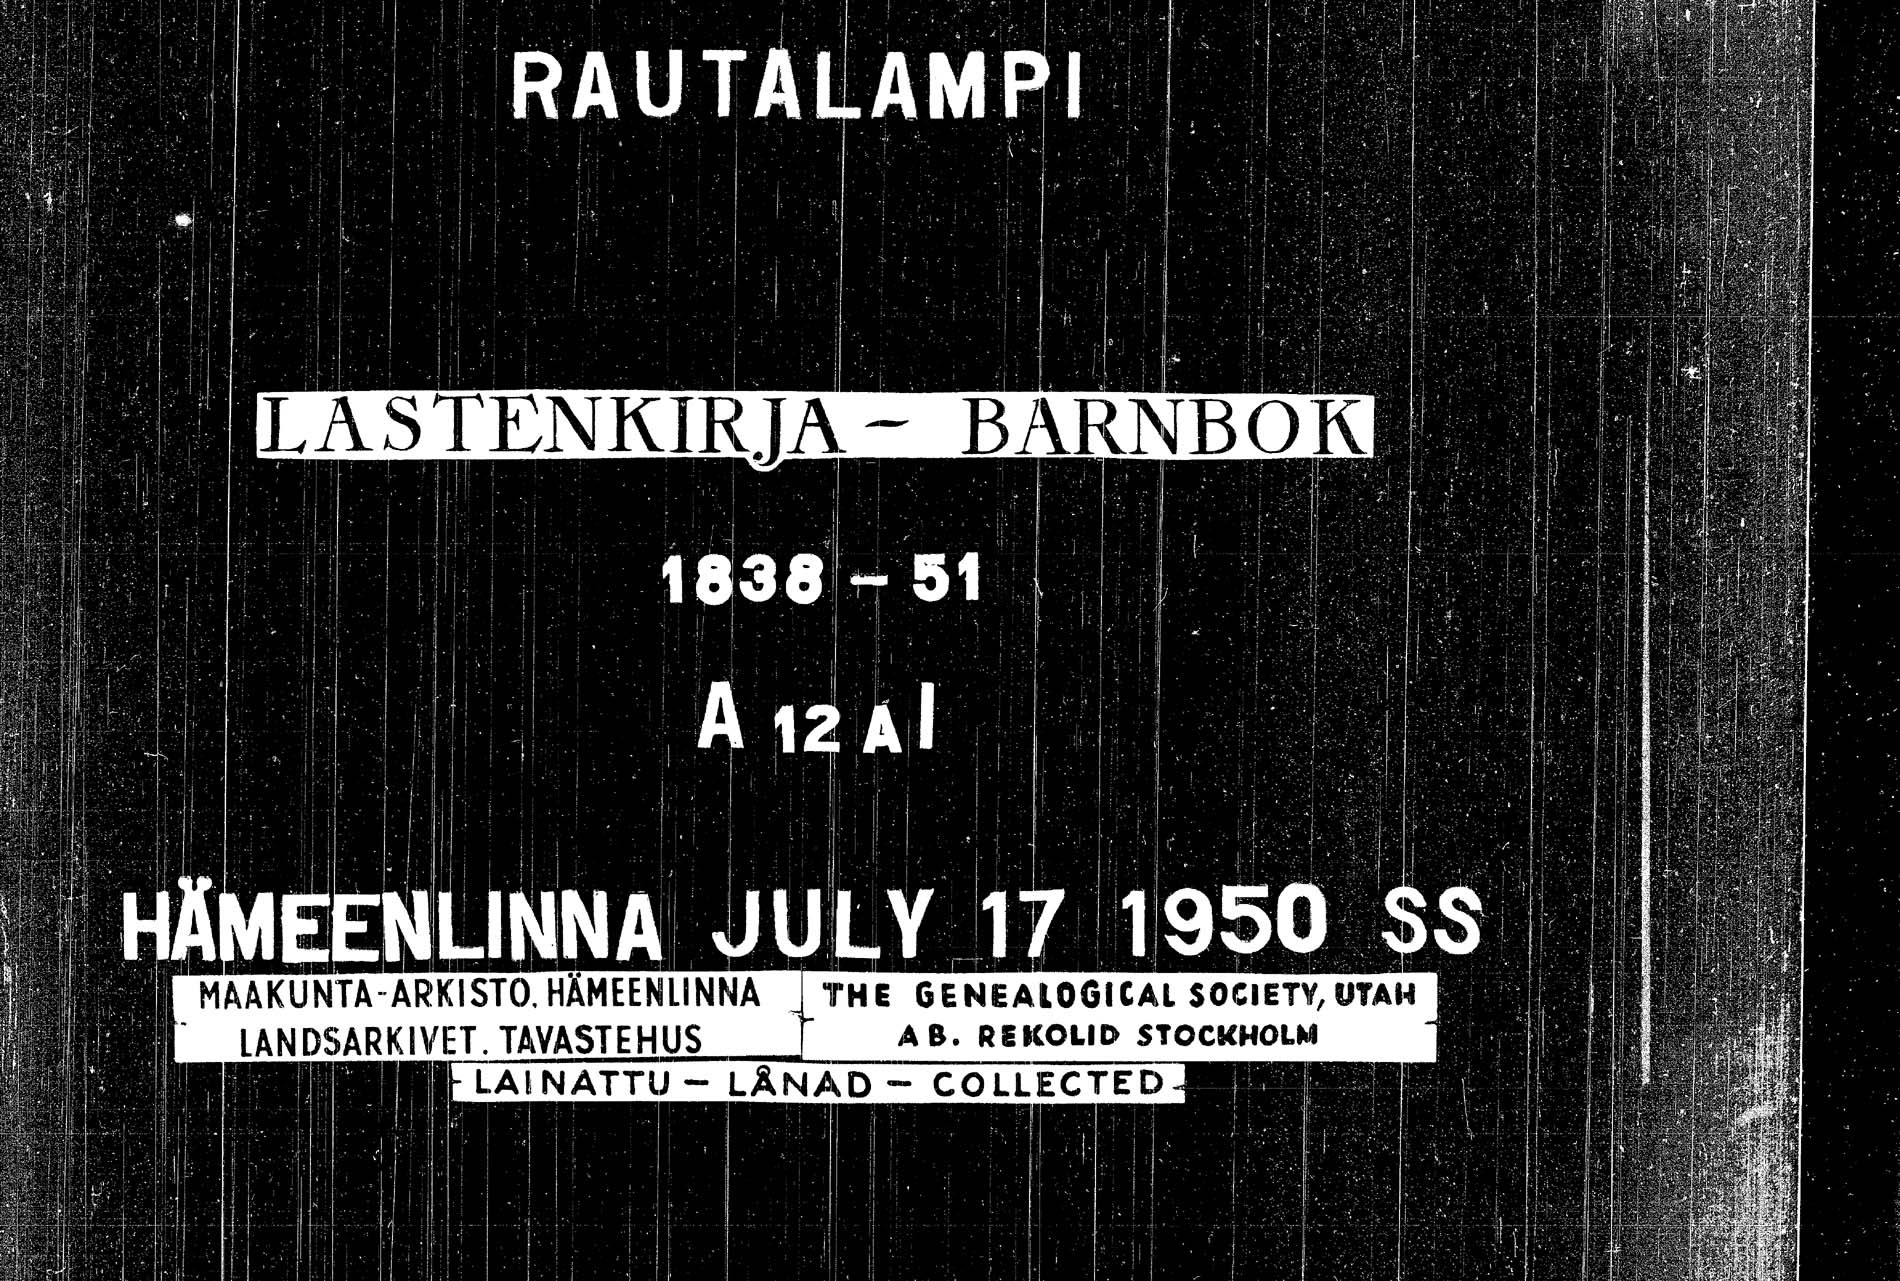 RAUTALAMPI
LASTENKIRJA - BARNBOK
1838 - 51
A 12 A I
HÄMEENLINNA JULY 17 1950 SS
MAAKUNTA-ARKISTO, HÄMEENLINNA
LANDSARKIVET, TAVASTEHUS
THE GENEALOGICAL SOCIETY, UTAH
AB. REKOLID STOCKHOLM
LAINATTU - LÅNAD - COLLECTED